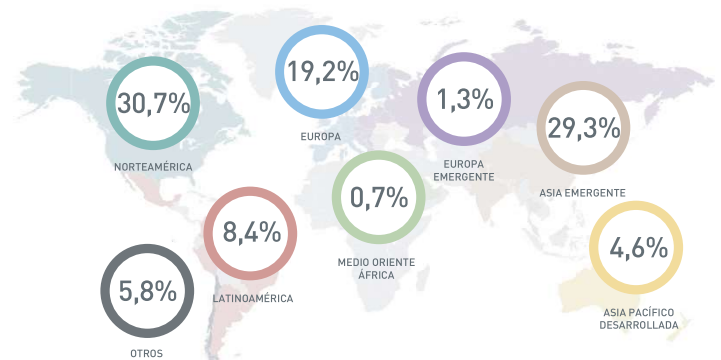 30,7%
NORTEAMÉRICA
19,2%
EUROPA
1,3%
EUROPA
EMERGENTE
29,3%
ASIA EMERGENTE
0,7%
MEDIO ORIENTE
ÁFRICA
8,4%
LATINOAMÉRICA
4,6%
ASIA PACÍFICO
DESARROLLADA
5,8%
OTROS